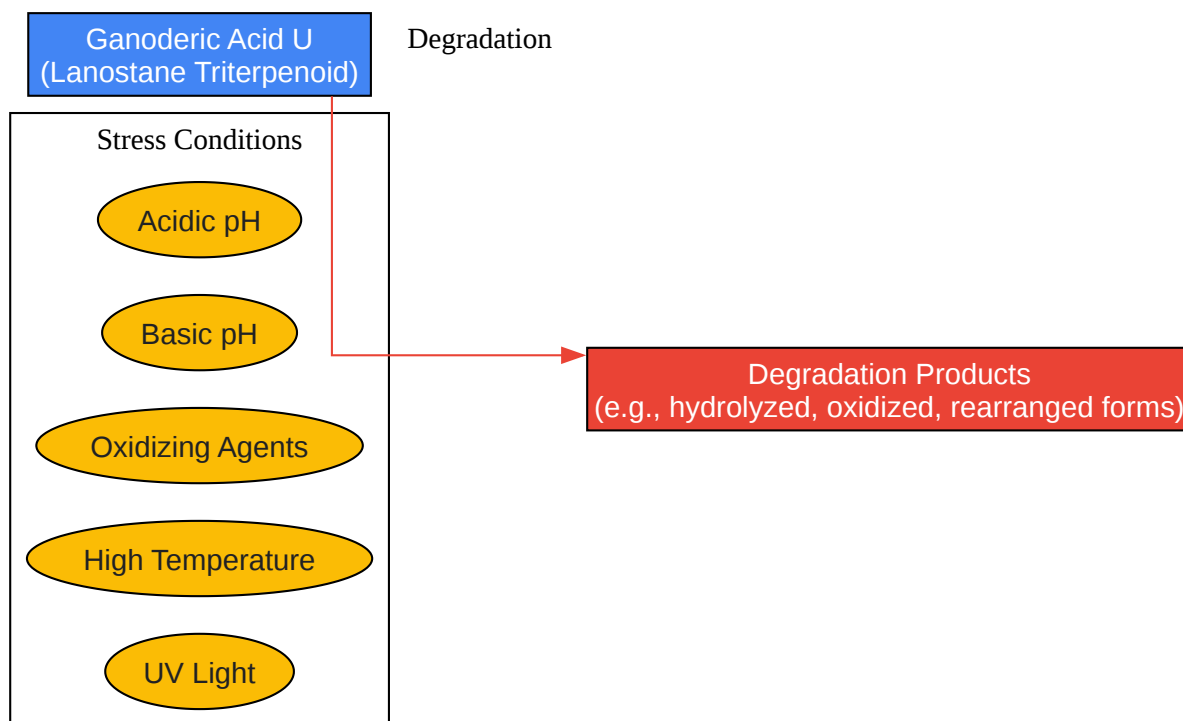 Ganoderic Acid U
(Lanostane Triterpenoid)
Degradation
Stress Conditions
Acidic pH
Basic pH
Oxidizing Agents
High Temperature
UV Light
Degradation Products
(e.g., hydrolyzed, oxidized, rearranged forms)